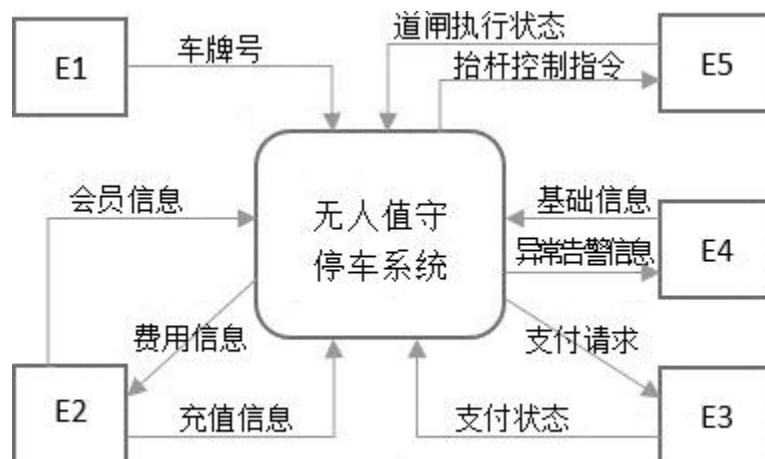 道闸执行状态
E1
车牌号
E5
抬杆控制指令
会员信息
无人值守
停车系统
基础信息
E4
异常告警信息
费用信息
支付请求
E2
充值信息
支付状态
E3